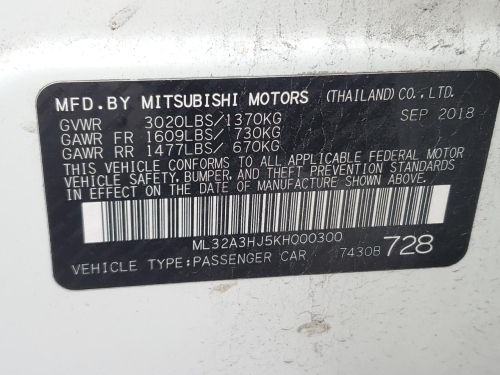 MFD.BY MITSUBISHI MOTORS (THAILAND)CO.,LTD.
GVWR 3020LBS/1370KG SEP 2018
GAWR FR 1609LBS/ 730KG
GAWR RR 1477LBS/ 670KG
THIS VEHICLE CONFORMS TO ALL APPLICABLE FEDERAL MOTOR
VEHICLE SAFETY, BUMPER, AND THEFT PREVENTION STANDARDS
IN EFFECT ON THE DATE OF MANUFACTURE SHOWN ABOVE.
ML32A3HJ5KH000300
VEHICLE TYPE:PASSENGER CAR 7430B 728